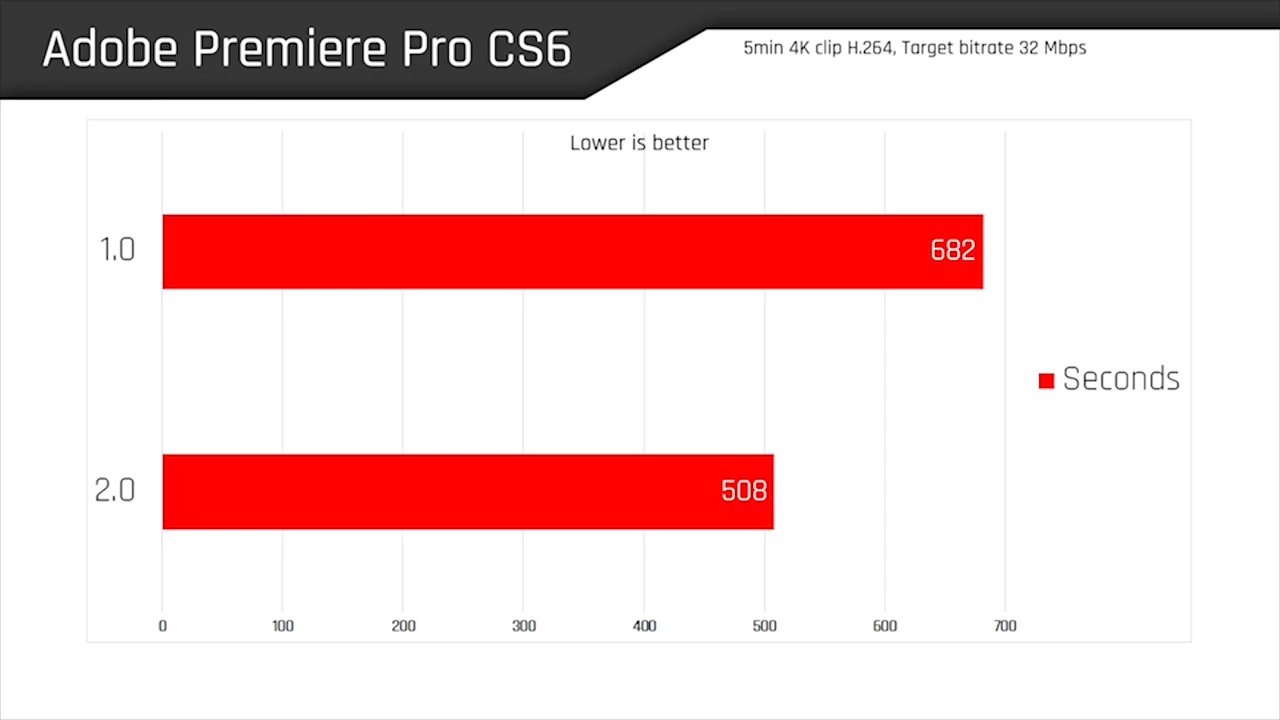 Adobe Premiere Pro CS6
5min 4K clip H.264, Target bitrate 32 Mbps
Lower is better
1.0
682
Seconds
2.0
508
0 100 200 300 400 500 600 700